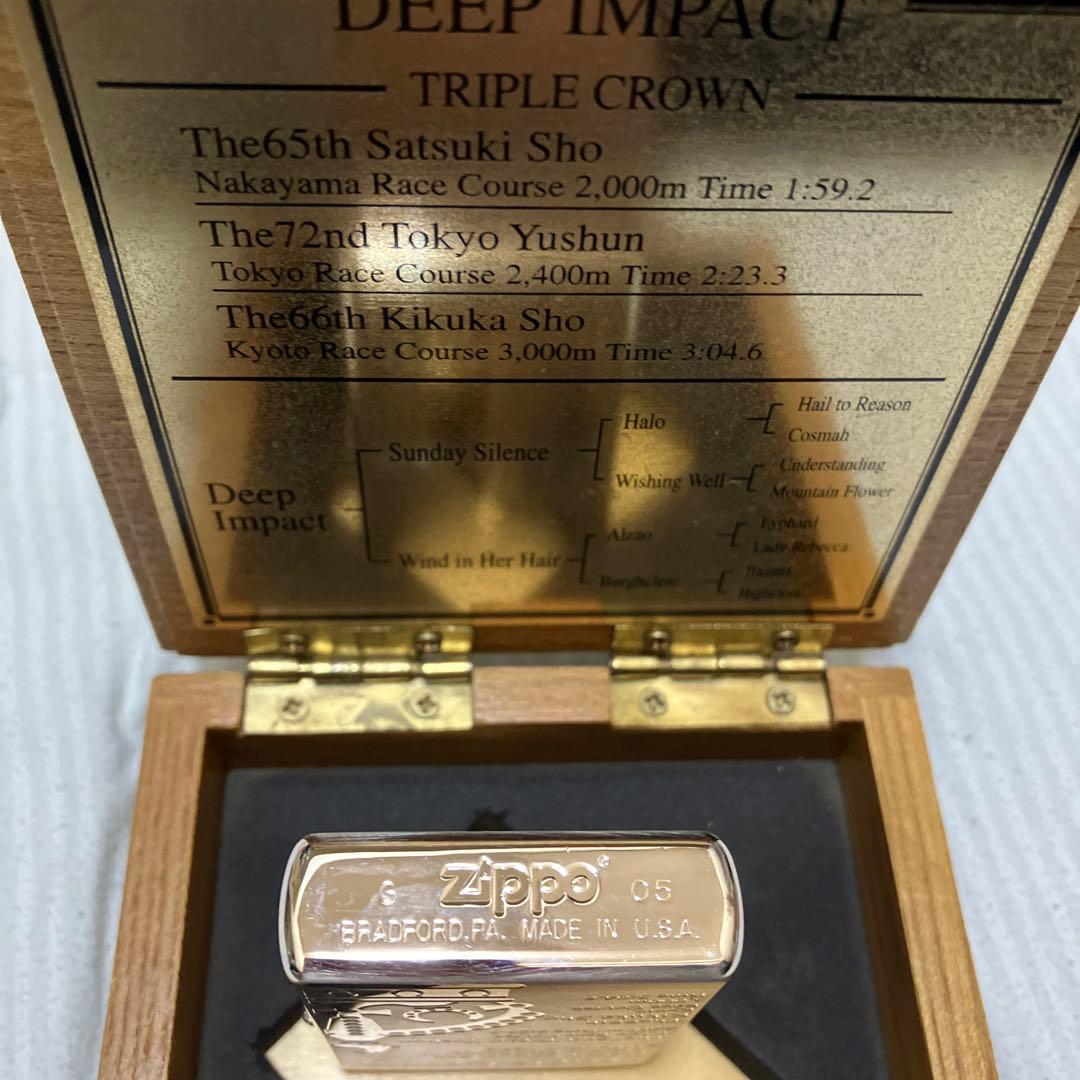 DEEP IMPACT
TRIPLE CROWN
The65th Satsuki Sho
Nakayama Race Course 2,000m Time 1:59.2
The72nd Tokyo Yushun
Tokyo Race Course 2,400m Time 2:23.3
The66th Kikuka Sho
Kyoto Race Course 3,000m Time 3:04.6
Deep
Impact
Sunday Silence
Wind in Her Hair
Halo
Wishing Well
Alzao
Burghclere
Hail to Reason
Cosmah
Understanding
Mountain Flower
Lyphard
Lady Rebecca
Busted
Highclere
G zippo® 05
BRADFORD,PA. MADE IN U.S.A.